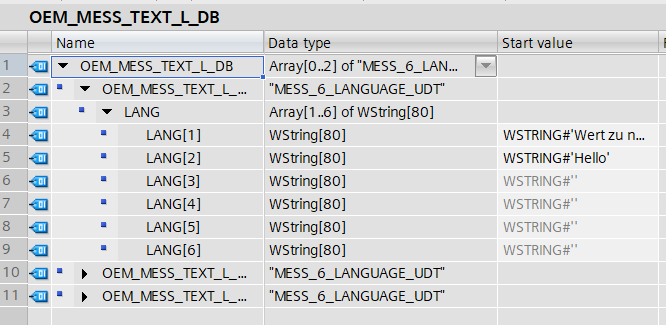 OEM_MESS_TEXT_L_DB
Name Data type Start value
1 OEM_MESS_TEXT_L_DB Array[0..2] of "MESS_6_LAN...
2 OEM_MESS_TEXT_L_... "MESS_6_LANGUAGE_UDT"
3 LANG Array[1..6] of WString[80]
4 LANG[1] WString[80] WSTRING#'Wert zu n...
5 LANG[2] WString[80] WSTRING#'Hello'
6 LANG[3] WString[80] WSTRING#''
7 LANG[4] WString[80] WSTRING#''
8 LANG[5] WString[80] WSTRING#''
9 LANG[6] WString[80] WSTRING#''
10 OEM_MESS_TEXT_L_... "MESS_6_LANGUAGE_UDT"
11 OEM_MESS_TEXT_L_... "MESS_6_LANGUAGE_UDT"